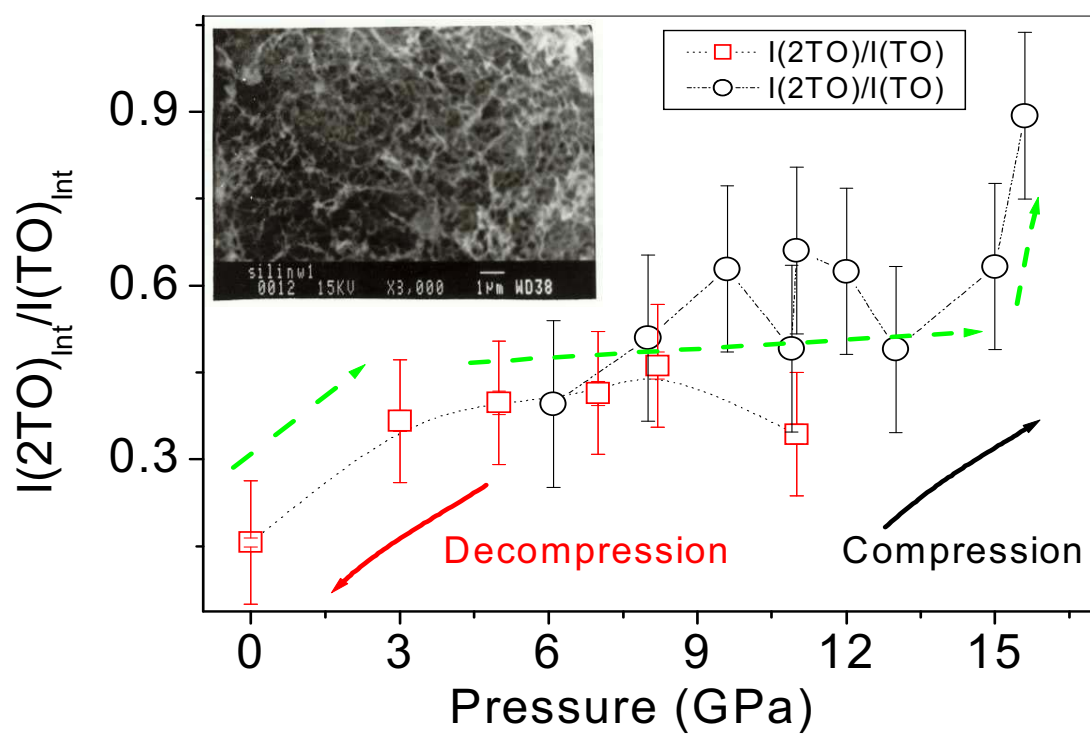 I(2TO)/I(TO)
I(2TO)/I(TO)
silinw1
0012 15KV X3,000 1μm WD38
0.9
0.6
0.3
I(2TO)Int/I(TO)Int
Decompression
Compression
0 3 6 9 12 15
Pressure (GPa)